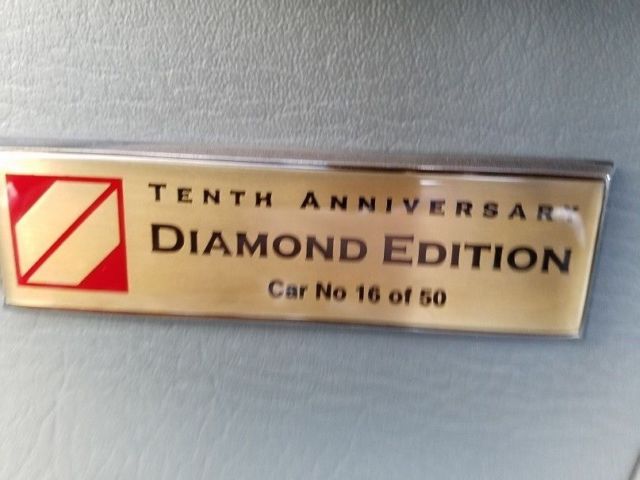 TENTH ANNIVERSARY
DIAMOND EDITION
Car No 16 of 50